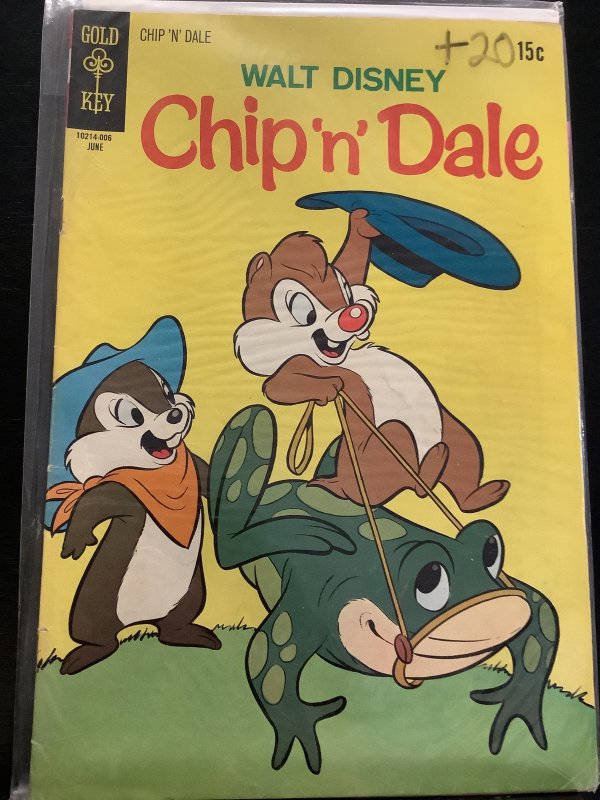 GOLD
KEY
CHIP 'N' DALE
+20
15c
10214-006
JUNE
WALT DISNEY
Chip 'n' Dale